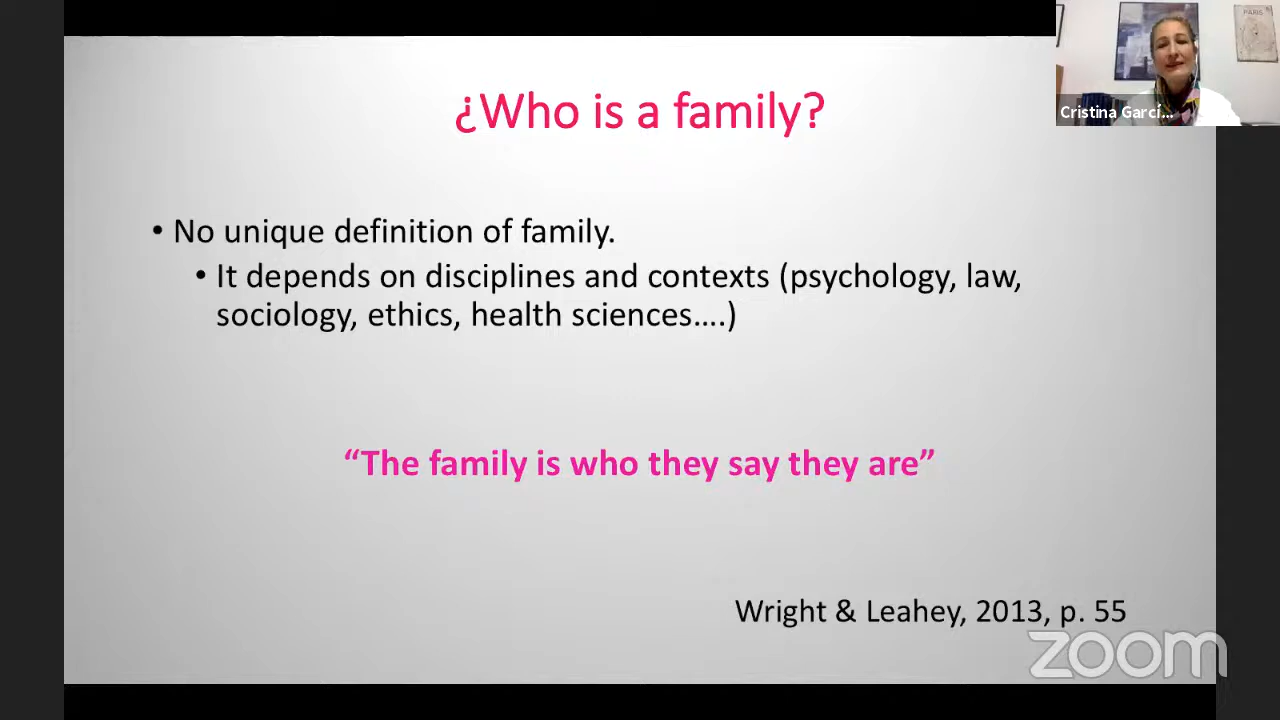 ¿Who is a family?
PARIS
Cristina Garcí...
• No unique definition of family.
• It depends on disciplines and contexts (psychology, law,
sociology, ethics, health sciences….)
“The family is who they say they are”
Wright & Leahey, 2013, p. 55
zoom